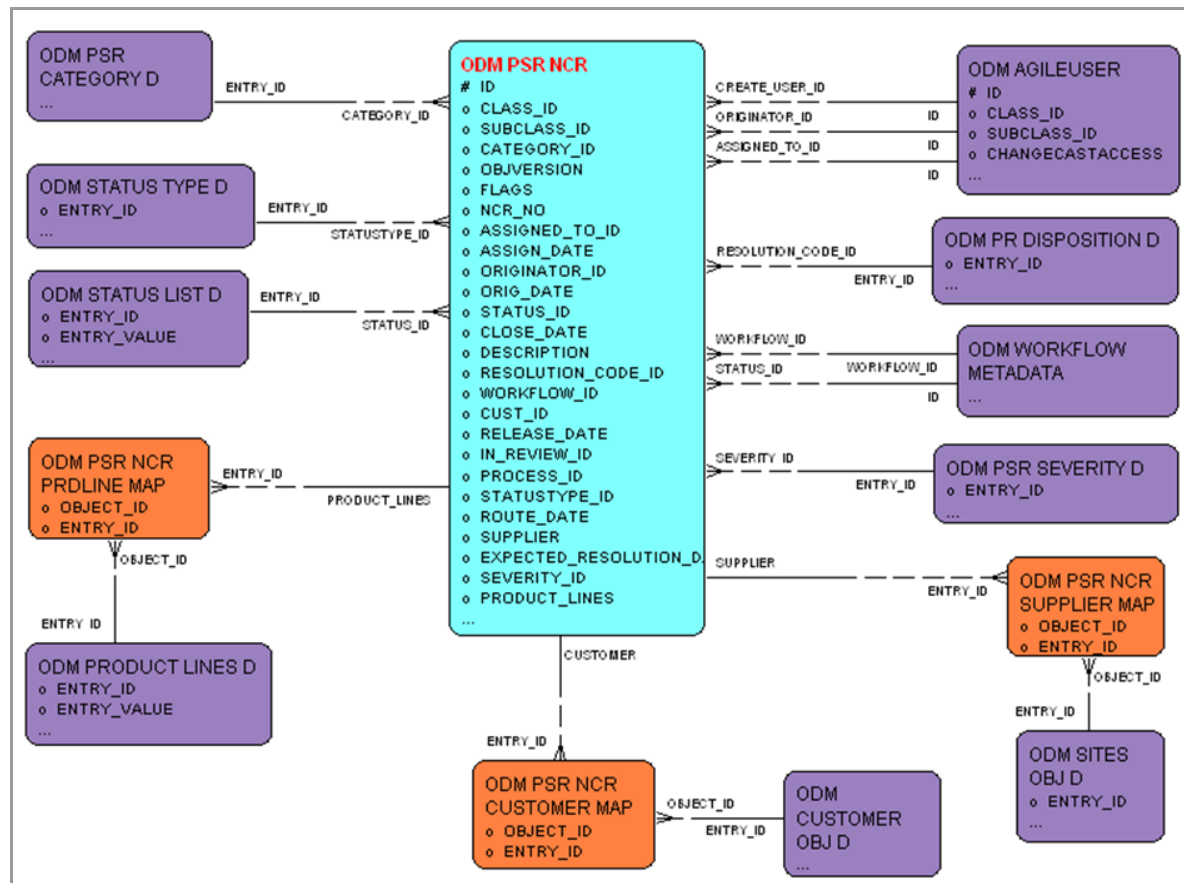 ODM PSR
CATEGORY D
...
ENTRY_ID
CATEGORY_ID
ODM STATUS TYPE D
o ENTRY_ID
...
ENTRY_ID
STATUSTYPE_ID
ODM STATUS LIST D
o ENTRY_ID
o ENTRY_VALUE
...
ENTRY_ID
STATUS_ID
ODM PSR NCR
PRDLINE MAP
o OBJECT_ID
o ENTRY_ID
ENTRY_ID
PRODUCT_LINES
OBJECT_ID
ENTRY ID
ODM PRODUCT LINES D
o ENTRY_ID
o ENTRY_VALUE
...
ODM PSR NCR
# ID
o CLASS_ID
o SUBCLASS_ID
o CATEGORY_ID
o OBJVERSION
o FLAGS
o NCR_NO
o ASSIGNED_TO_ID
o ASSIGN_DATE
o ORIGINATOR_ID
o ORIG_DATE
o STATUS_ID
o CLOSE_DATE
o DESCRIPTION
o RESOLUTION_CODE_ID
o WORKFLOW_ID
o CUST_ID
o RELEASE_DATE
o IN_REVIEW_ID
o PROCESS_ID
o STATUSTYPE_ID
o ROUTE_DATE
o SUPPLIER
o EXPECTED_RESOLUTION_D.
o SEVERITY_ID
o PRODUCT_LINES
...
CUSTOMER
ENTRY_ID
ODM PSR NCR
CUSTOMER MAP
o OBJECT_ID
o ENTRY_ID
OBJECT_ID
ENTRY_ID
ODM
CUSTOMER
OBJ D
...
CREATE_USER_ID
ID
ORIGINATOR_ID
ID
ASSIGNED_TO_ID
ID
ODM AGILEUSER
# ID
o CLASS_ID
o SUBCLASS_ID
o CHANGECASTACCESS
...
RESOLUTION_CODE_ID
ENTRY_ID
ODM PR DISPOSITION D
o ENTRY_ID
...
WORKFLOW_ID
WORKFLOW_ID
STATUS_ID
ID
ODM WORKFLOW
METADATA
...
SEVERITY_ID
ENTRY_ID
ODM PSR SEVERITY D
o ENTRY_ID
...
SUPPLIER
ENTRY_ID
ODM PSR NCR
SUPPLIER MAP
o OBJECT_ID
o ENTRY_ID
OBJECT_ID
ENTRY_ID
ODM SITES
OBJ D
o ENTRY_ID
...